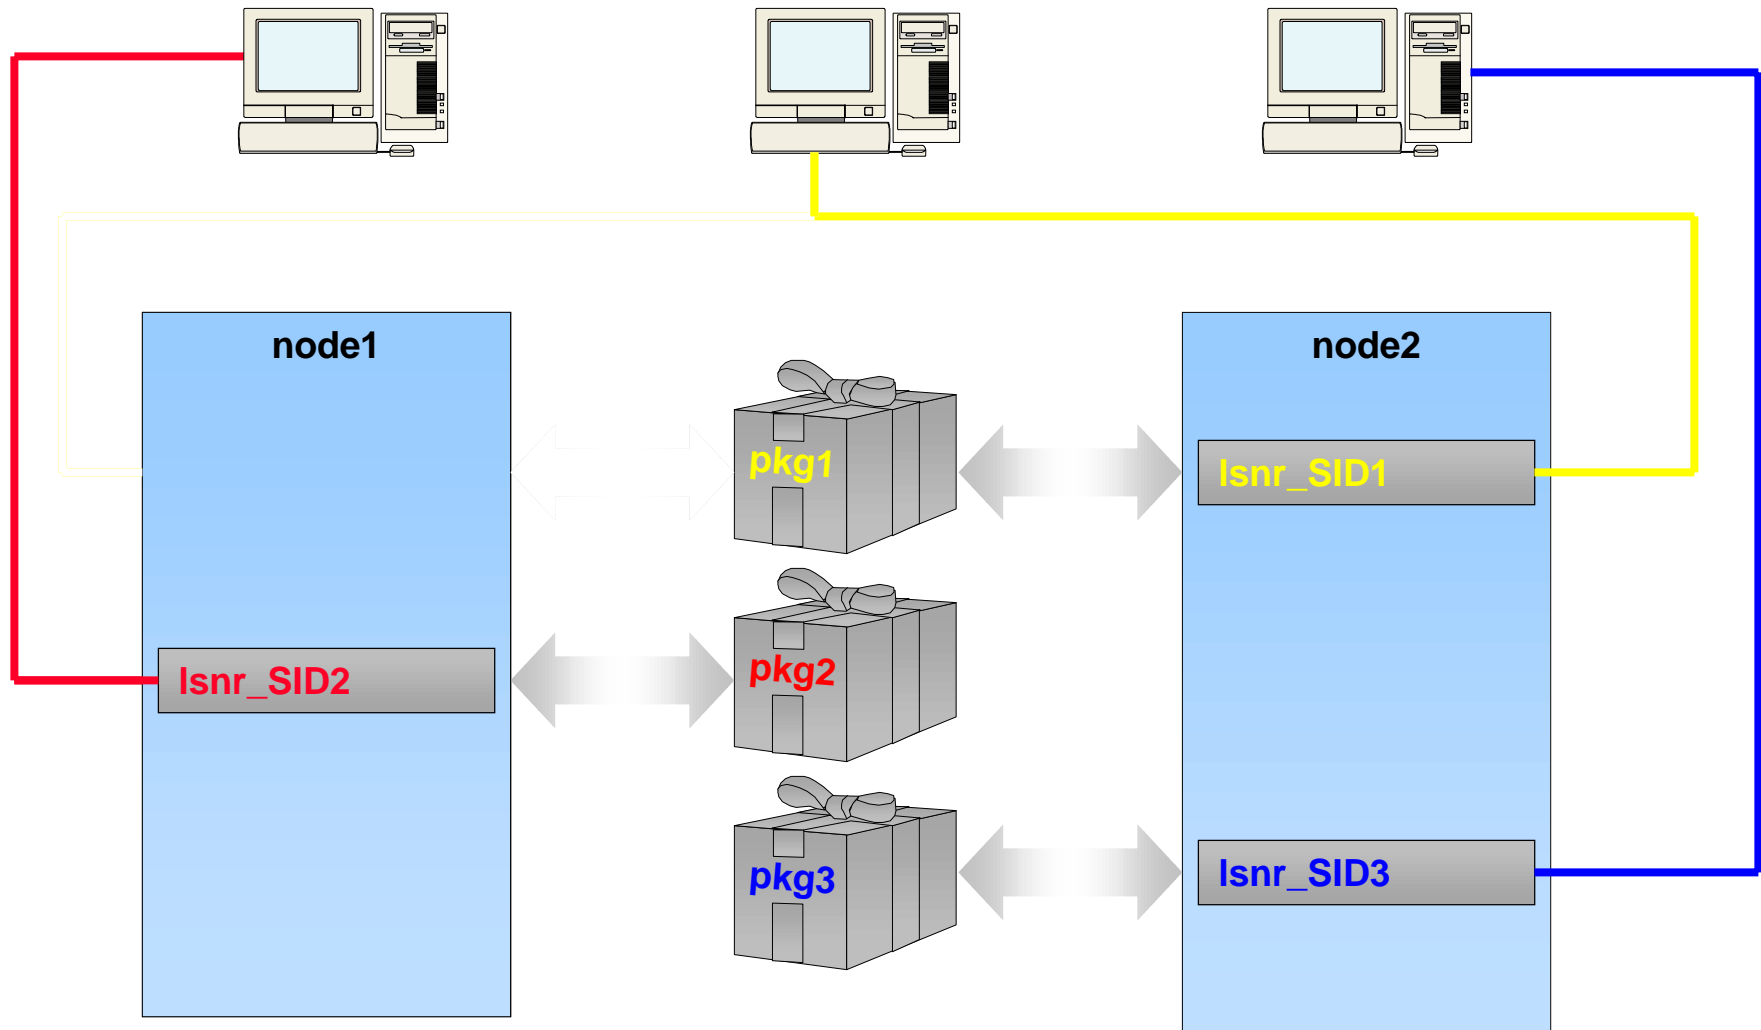 node1
node2
pkg1
lsnr_SID1
lsnr_SID2
pkg2
pkg3
lsnr_SID3